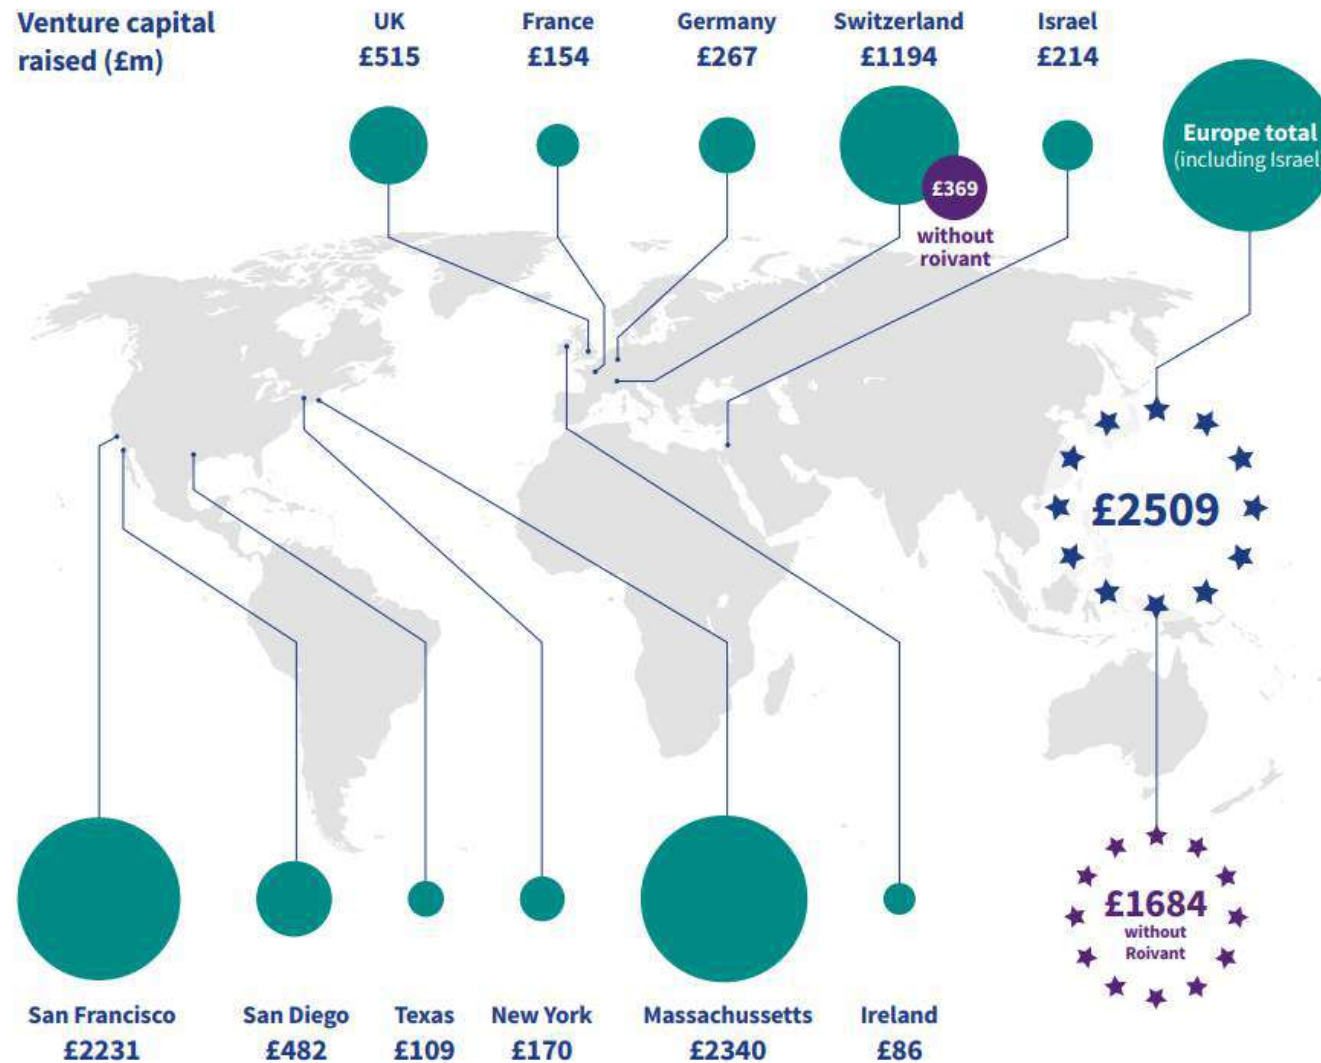 Venture capital
raised (£m)
UK
£515
France
£154
Germany
£267
Switzerland
£1194
Israel
£214
£369
without
roivant
Europe total
(including Israel
£2509
£1684
without
Roivant
San Francisco
£2231
San Diego
£482
Texas
£109
New York
£170
Massachussetts
£2340
Ireland
£86